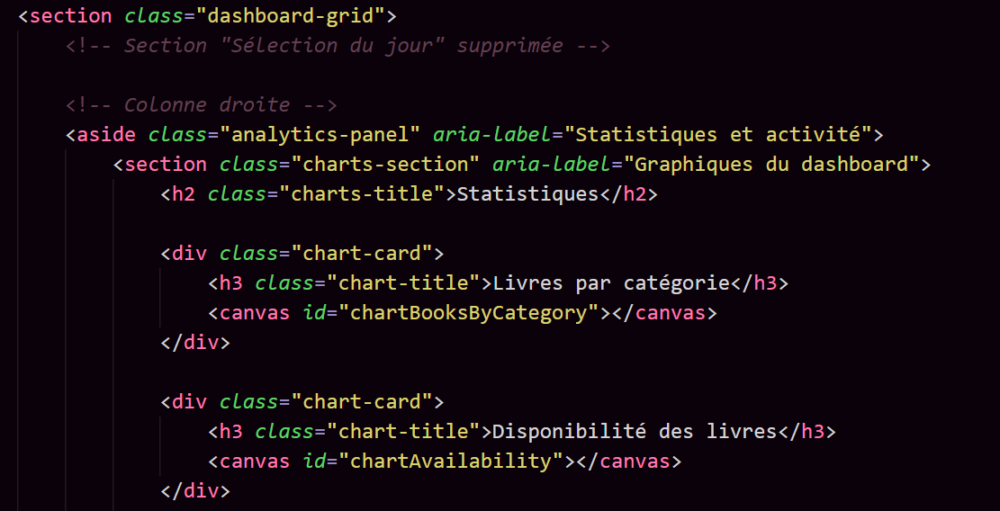 <section class="dashboard-grid">
<!-- Section "Sélection du jour" supprimée -->
<!-- Colonne droite -->
<aside class="analytics-panel" aria-label="Statistiques et activité">
<section class="charts-section" aria-label="Graphiques du dashboard">
<h2 class="charts-title">Statistiques</h2>
<div class="chart-card">
<h3 class="chart-title">Livres par catégorie</h3>
<canvas id="chartBooksByCategory"></canvas>
</div>
<div class="chart-card">
<h3 class="chart-title">Disponibilité des livres</h3>
<canvas id="chartAvailability"></canvas>
</div>